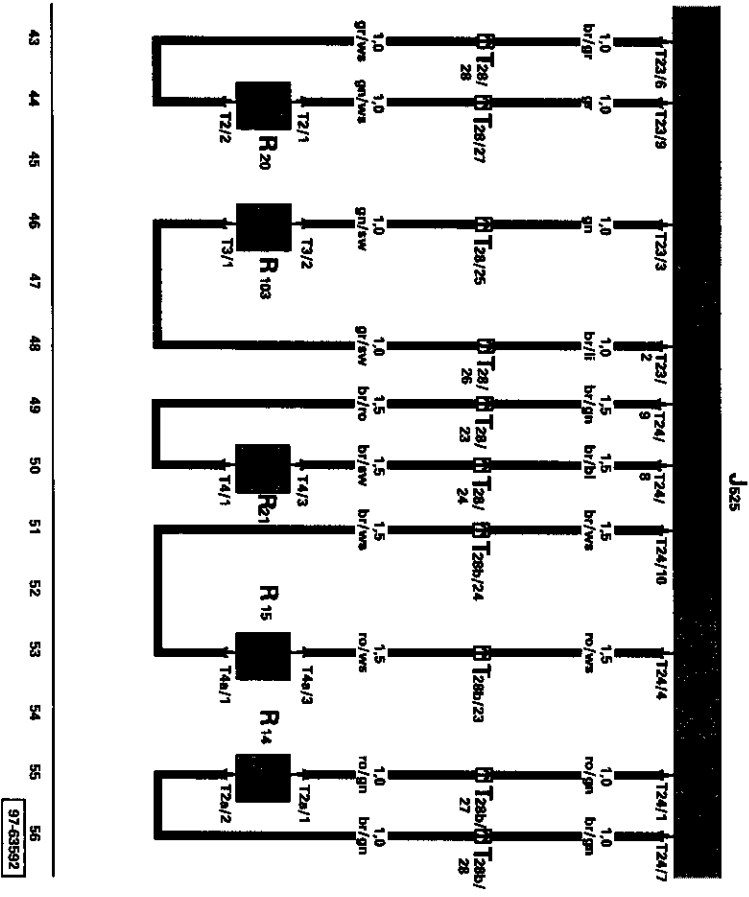 J525
T23/6
T23/9
T23/3
T23/
2
T24/
9
T24/
8
T24/10
T24/4
T24/1
T24/7
1,0
br/gr
1,0
gr
1,0
gn
1,0
br/li
1,5
br/gn
1,5
br/bl
1,5
br/ws
1,5
ro/ws
1,0
ro/gn
1,0
br/gn
T28/
28
T28/27
T28/25
T28/
26
T28/
23
T28/
24
T28b/24
T28b/23
T28b/
27
T28b/
28
1,0
gr/ws
1,0
gn/ws
1,0
gn/sw
1,0
gr/sw
1,5
br/ro
1,5
br/sw
1,5
br/ws
1,5
ro/ws
1,0
ro/gn
1,0
br/gn
T2/1
T3/2
T4/3
T4a/3
T2a/1
R20
R103
R21
R15
R14
T2/2
T3/1
T4/1
T4a/1
T2a/2
43
44
45
46
47
48
49
50
51
52
53
54
55
56
97-63592